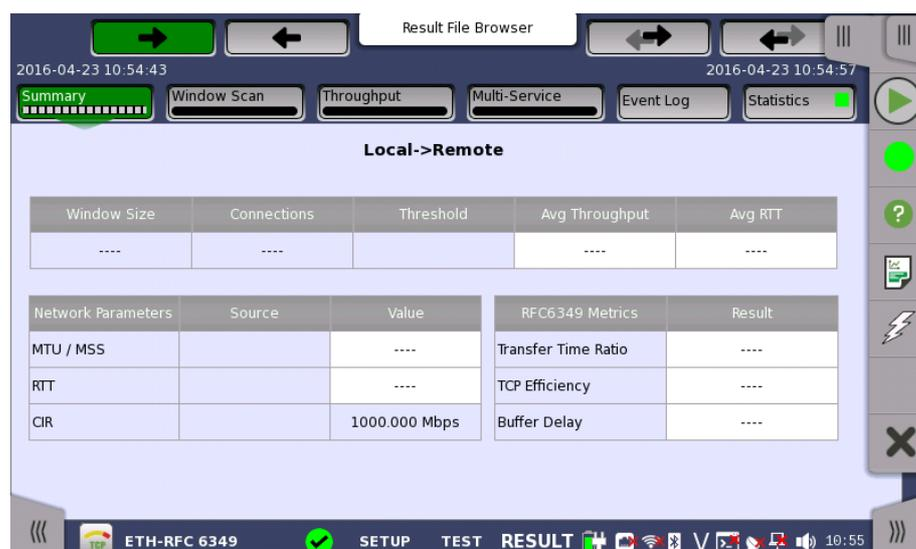 Result File Browser
2016-04-23 10:54:43
2016-04-23 10:54:57
Summary
Window Scan
Throughput
Multi-Service
Event Log
Statistics
Local->Remote
Window Size Connections Threshold Avg Throughput Avg RTT
---- ---- ---- ----
Network Parameters Source Value
MTU / MSS ----
RTT ----
CIR 1000.000 Mbps
RFC6349 Metrics Result
Transfer Time Ratio ----
TCP Efficiency ----
Buffer Delay ----
TCP
ETH-RFC 6349
SETUP
TEST
RESULT
V
10:55